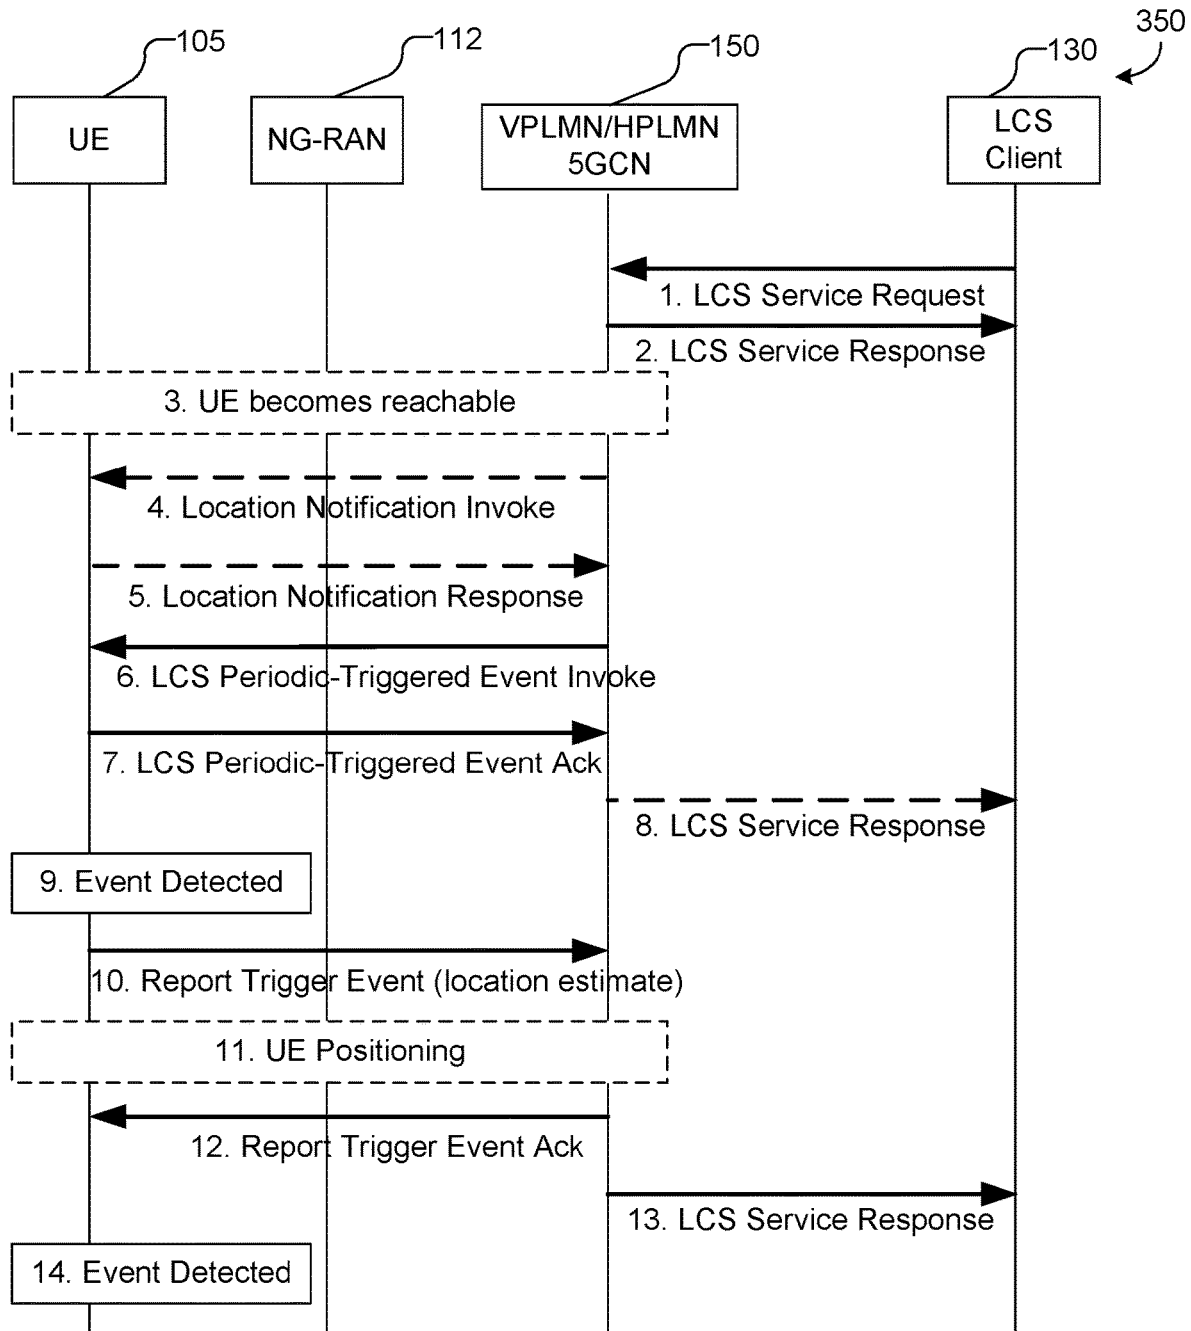 105
112
150
130
350
UE
NG-RAN
VPLMN/HPLMN
5GCN
LCS
Client
1. LCS Service Request
2. LCS Service Response
3. UE becomes reachable
4. Location Notification Invoke
5. Location Notification Response
6. LCS Periodic-Triggered Event Invoke
7. LCS Periodic-Triggered Event Ack
8. LCS Service Response
9. Event Detected
10. Report Trigger Event (location estimate)
11. UE Positioning
12. Report Trigger Event Ack
13. LCS Service Response
14. Event Detected